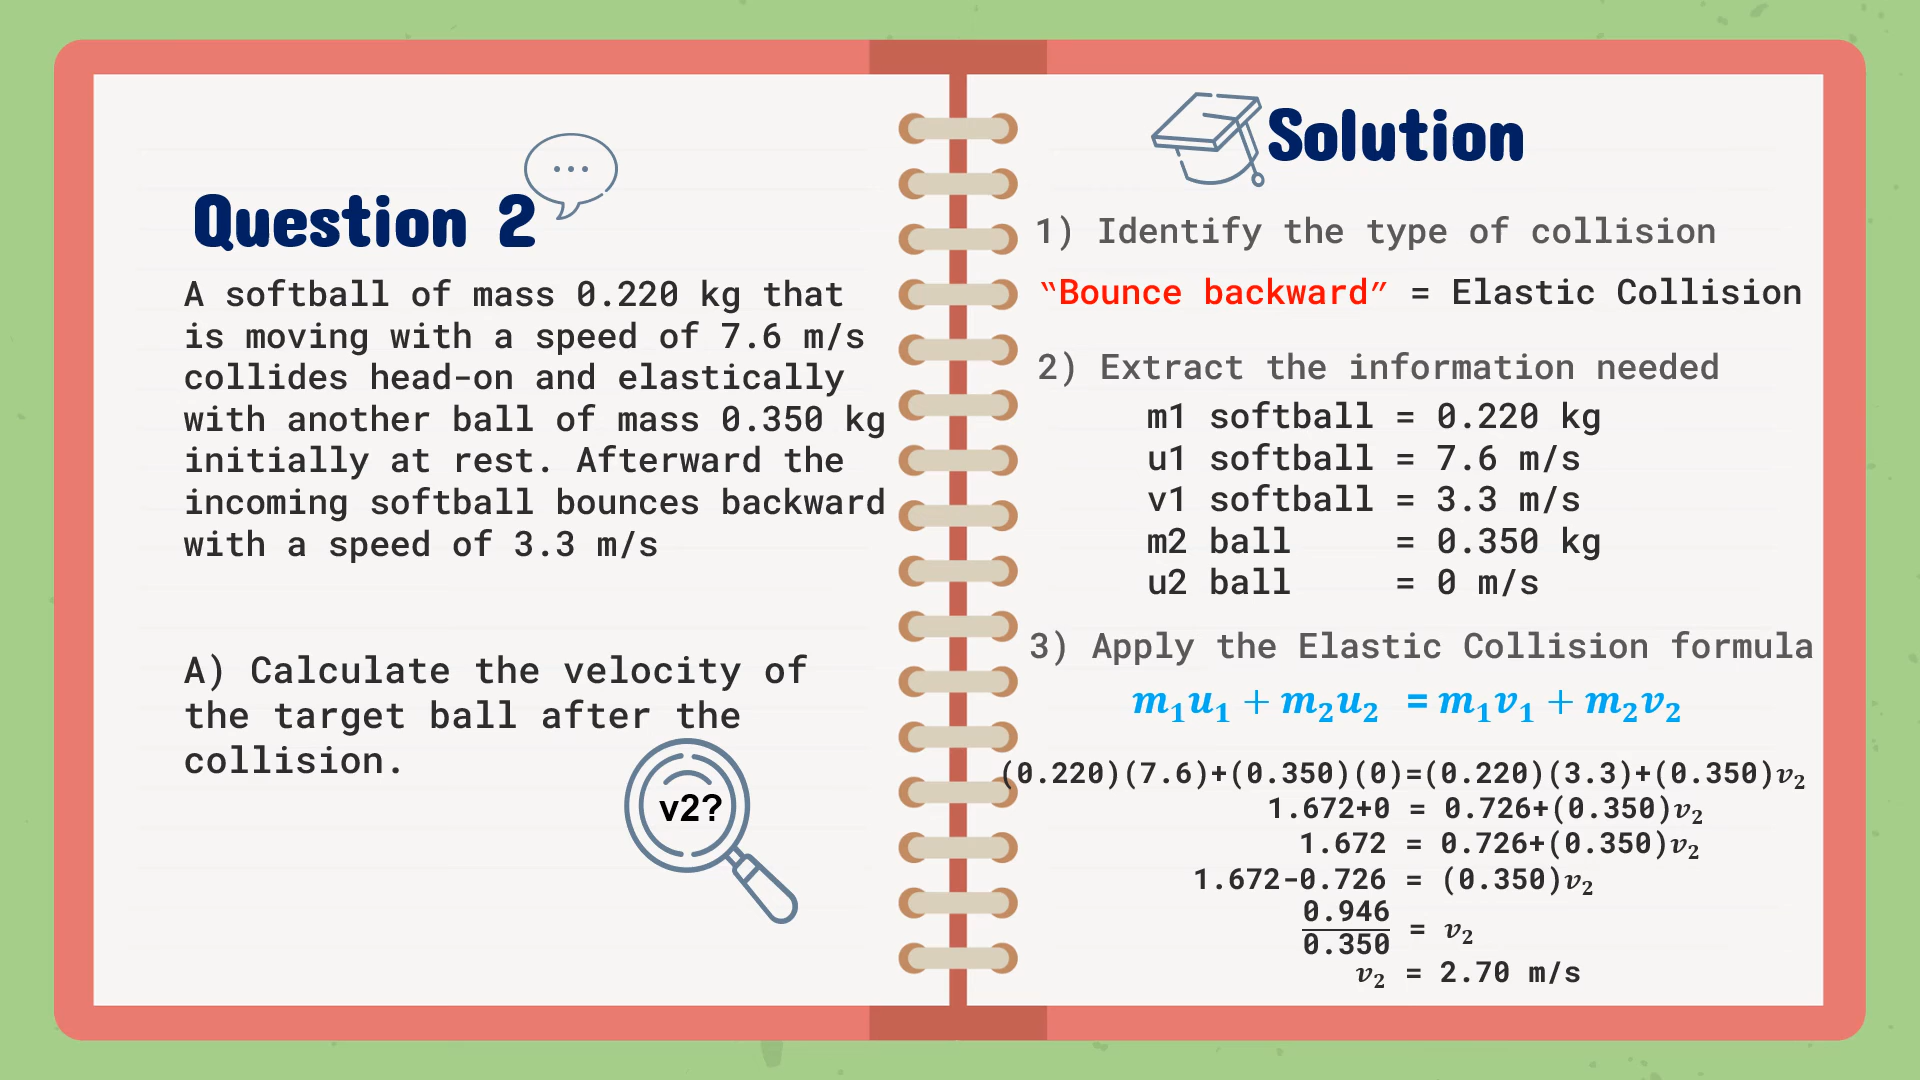 Question 2
A softball of mass 0.220 kg that
is moving with a speed of 7.6 m/s
collides head-on and elastically
with another ball of mass 0.350 kg
initially at rest. Afterward the
incoming softball bounces backward
with a speed of 3.3 m/s
A) Calculate the velocity of
the target ball after the
collision.
v2?
Solution
1) Identify the type of collision
“Bounce backward” = Elastic Collision
2) Extract the information needed
m1 softball = 0.220 kg
u1 softball = 7.6 m/s
v1 softball = 3.3 m/s
m2 ball = 0.350 kg
u2 ball = 0 m/s
3) Apply the Elastic Collision formula
m₁u₁ + m₂u₂ = m₁v₁ + m₂v₂
(0.220)(7.6)+(0.350)(0)=(0.220)(3.3)+(0.350)v₂
1.672+0 = 0.726+(0.350)v₂
1.672 = 0.726+(0.350)v₂
1.672-0.726 = (0.350)v₂
0.946/0.350 = v₂
v₂ = 2.70 m/s